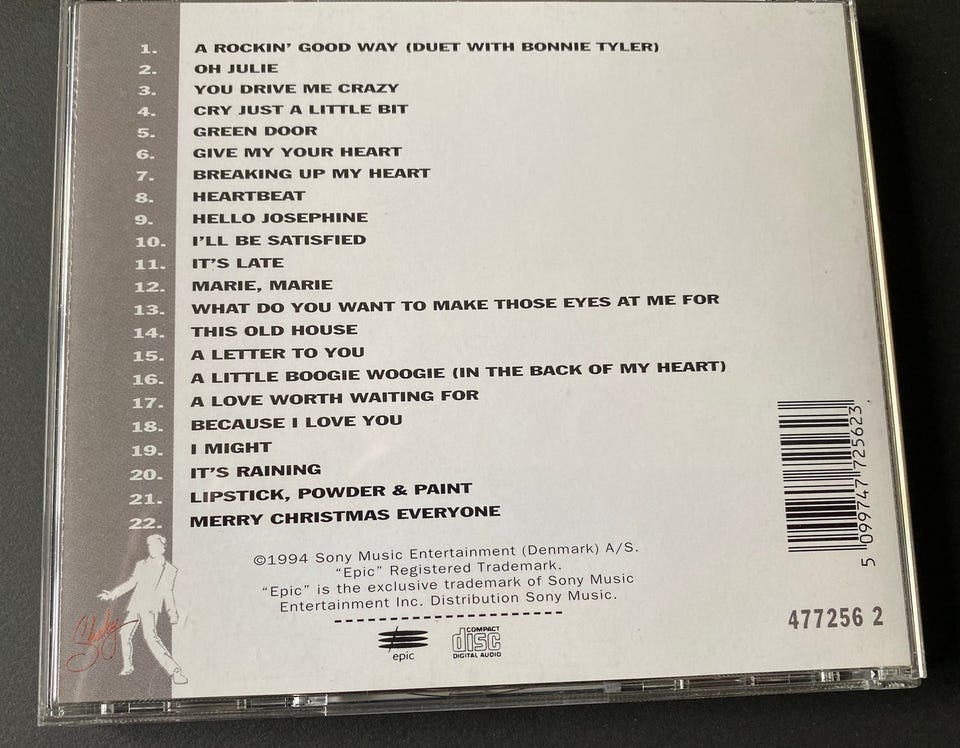 1. A ROCKIN' GOOD WAY (DUET WITH BONNIE TYLER)
2. OH JULIE
3. YOU DRIVE ME CRAZY
4. CRY JUST A LITTLE BIT
5. GREEN DOOR
6. GIVE MY YOUR HEART
7. BREAKING UP MY HEART
8. HEARTBEAT
9. HELLO JOSEPHINE
10. I'LL BE SATISFIED
11. IT'S LATE
12. MARIE, MARIE
13. WHAT DO YOU WANT TO MAKE THOSE EYES AT ME FOR
14. THIS OLD HOUSE
15. A LETTER TO YOU
16. A LITTLE BOOGIE WOOGIE (IN THE BACK OF MY HEART)
17. A LOVE WORTH WAITING FOR
18. BECAUSE I LOVE YOU
19. I MIGHT
20. IT'S RAINING
21. LIPSTICK, POWDER & PAINT
22. MERRY CHRISTMAS EVERYONE
©1994 Sony Music Entertainment (Denmark) A/S.
"Epic" Registered Trademark.
"Epic" is the exclusive trademark of Sony Music
Entertainment Inc. Distribution Sony Music.
epic
COMPACT
disc
DIGITAL AUDIO
5 099747 725623
477256 2
Shaky